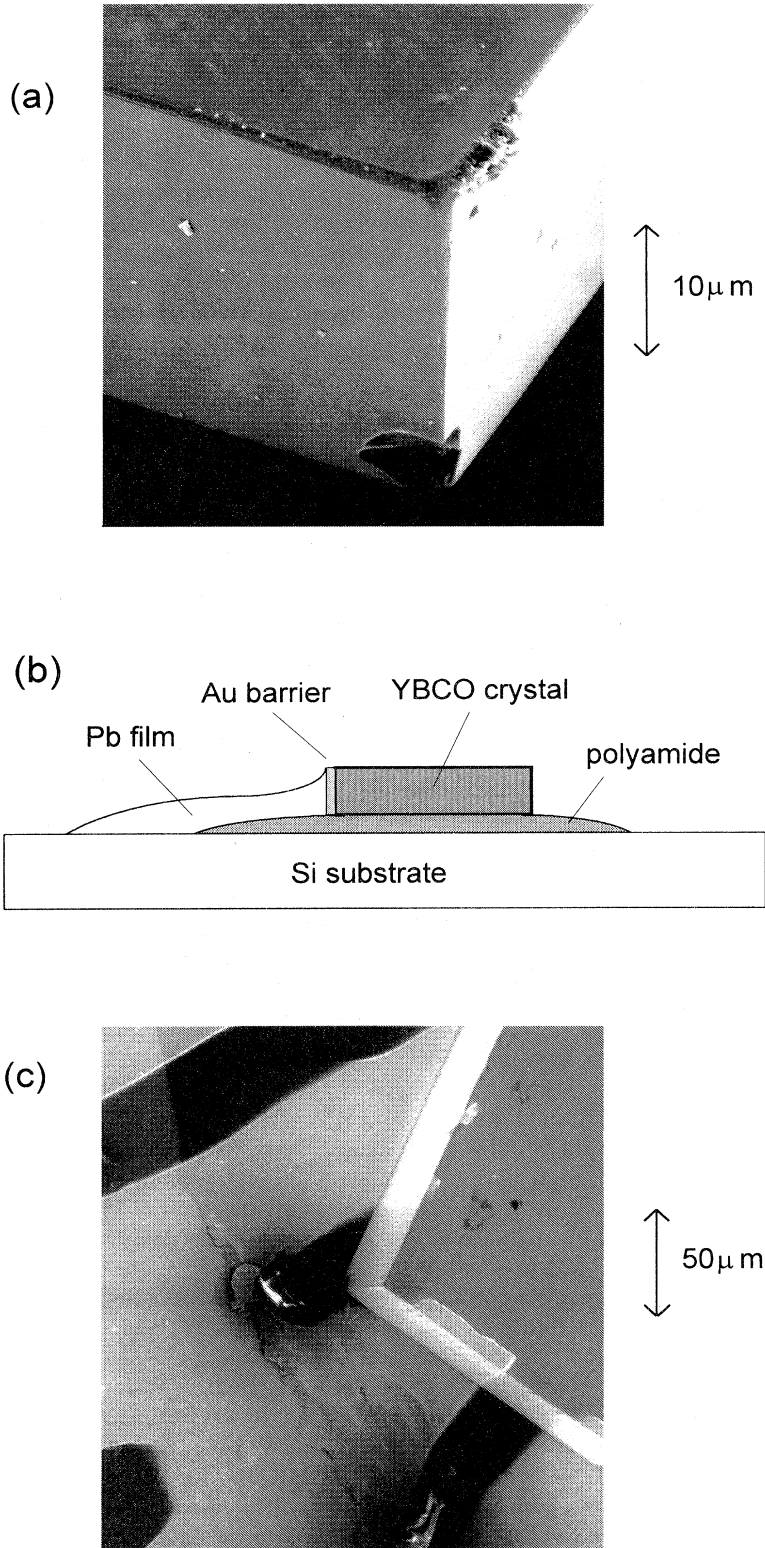 (a)
10μm
(b)
Au barrier
YBCO crystal
Pb film
polyamide
Si substrate
(c)
50μm